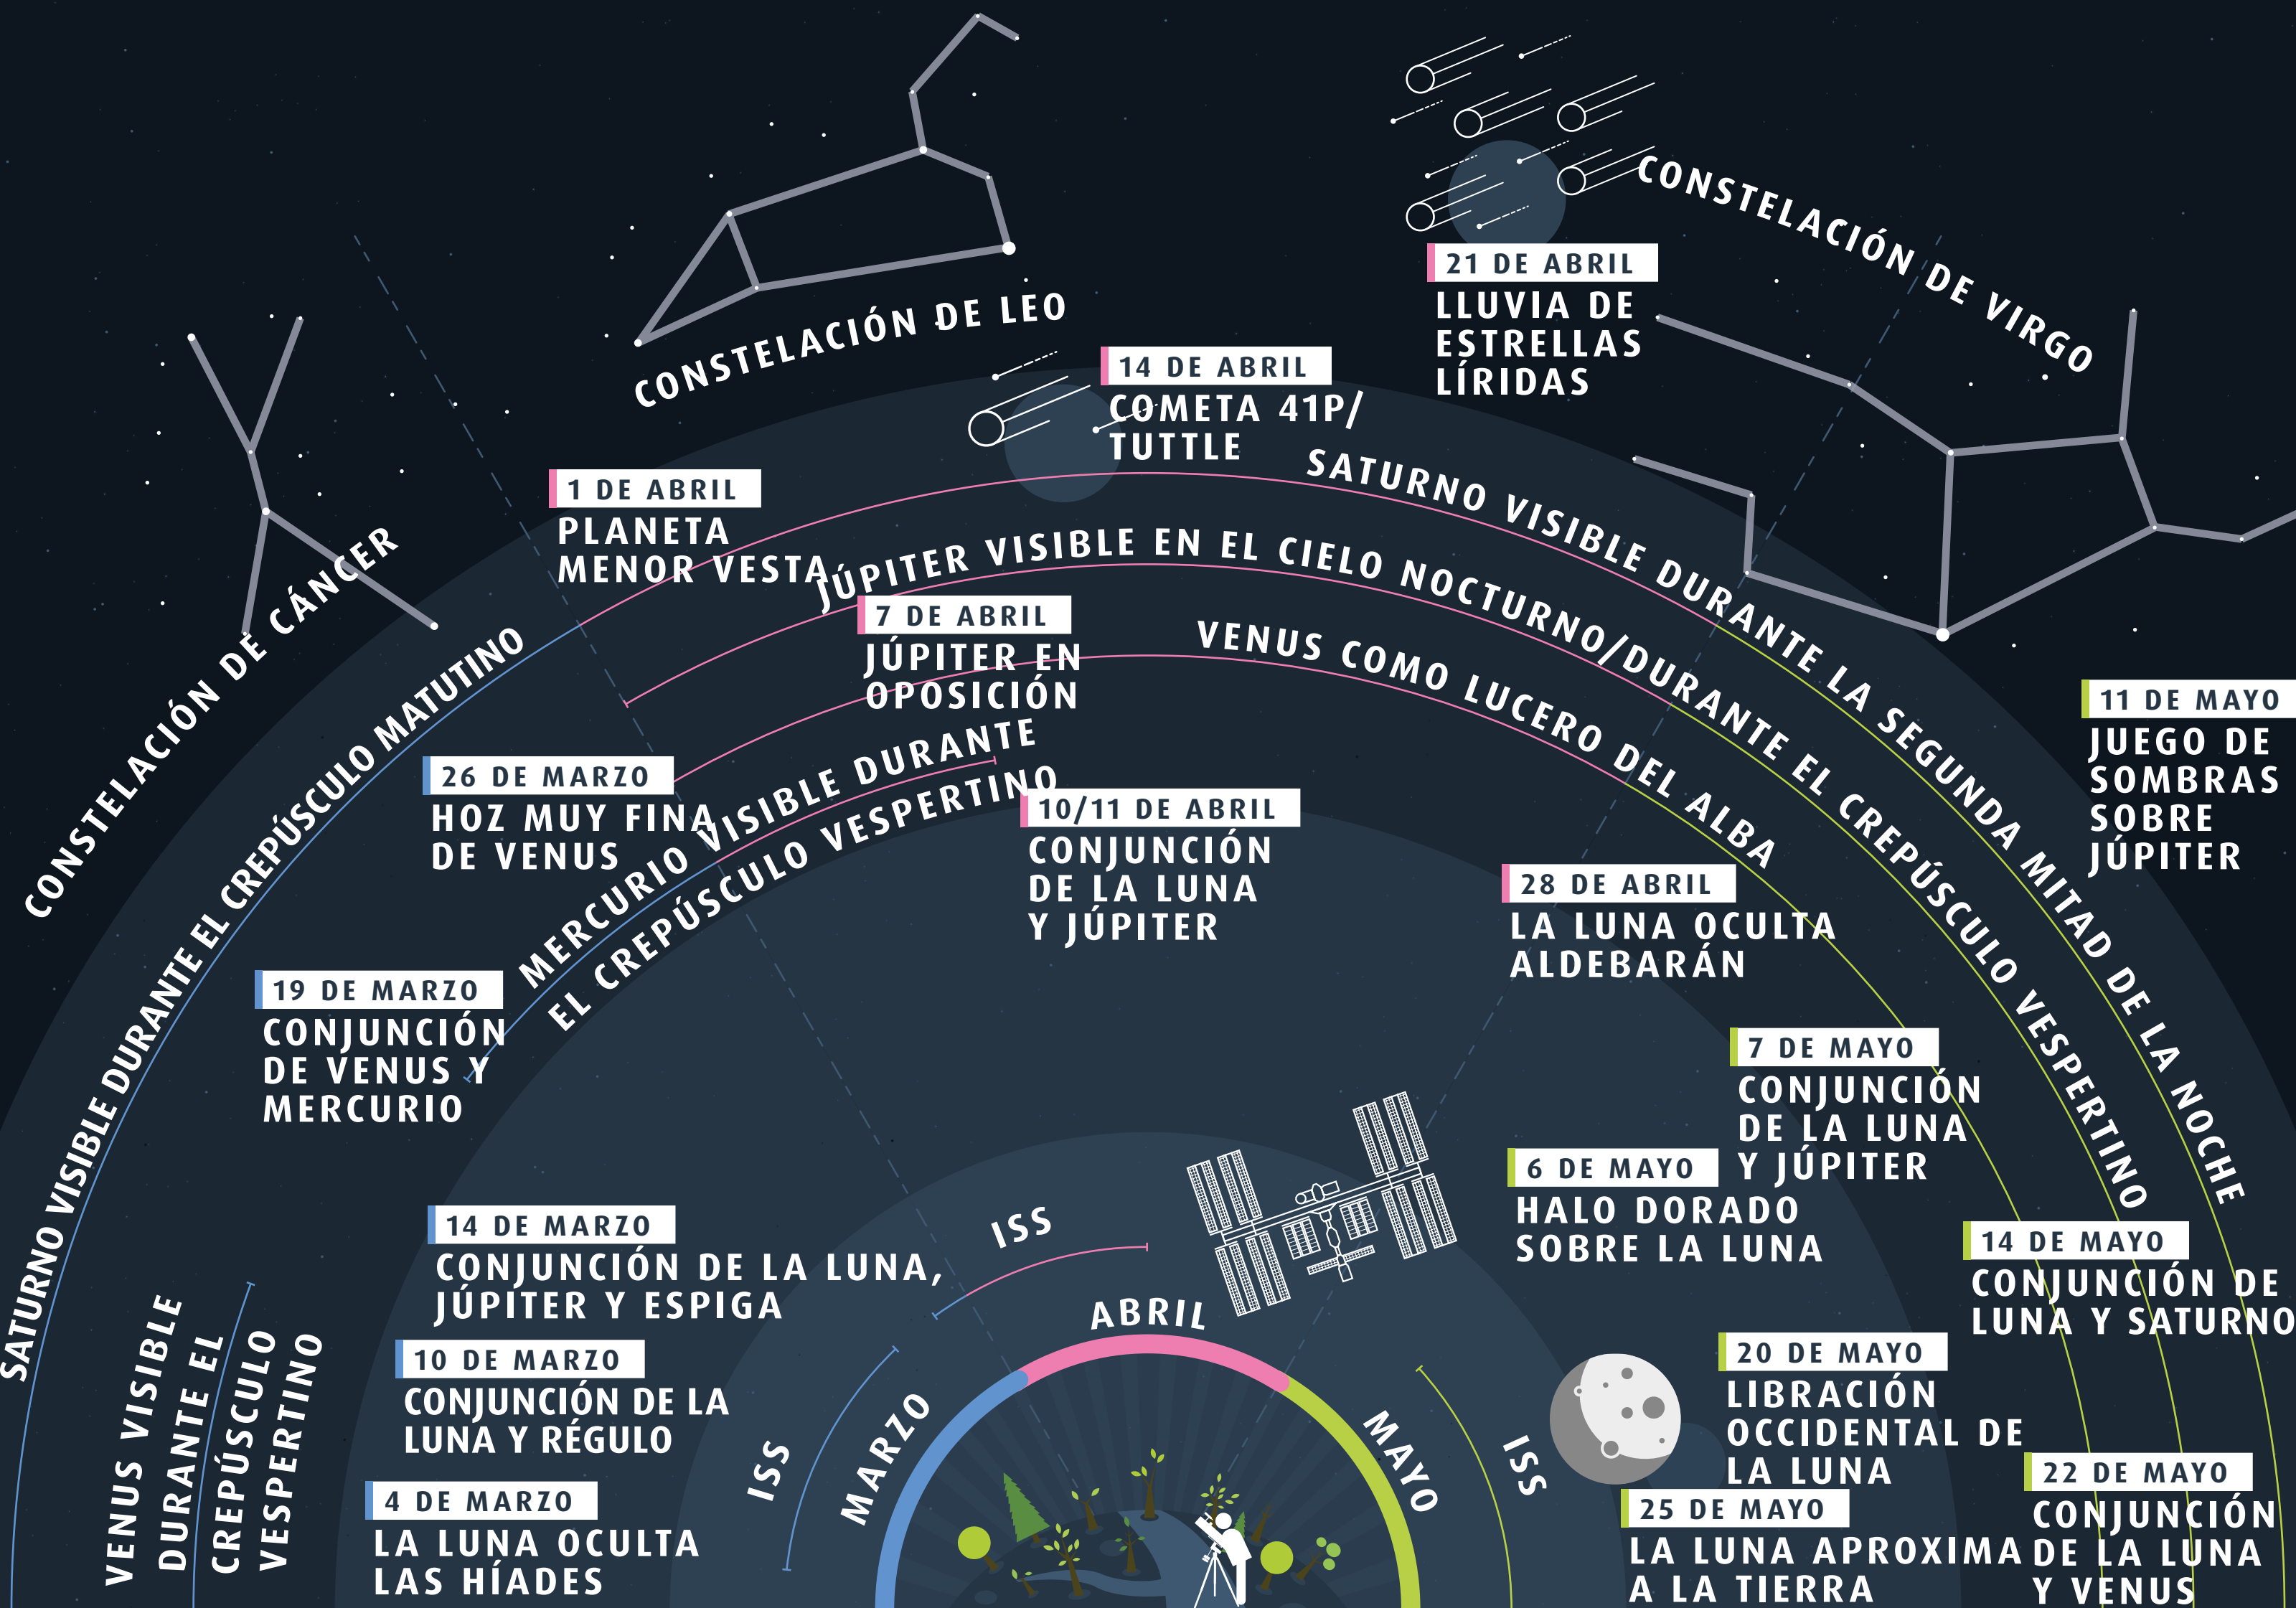 CONSTELACIÓN DE CÁNCER
CONSTELACIÓN DE LEO
CONSTELACIÓN DE VIRGO
21 DE ABRIL
LLUVIA DE
ESTRELLAS
LÍRIDAS
14 DE ABRIL
COMETA 41P/
TUTTLE
1 DE ABRIL
PLANETA
MENOR VESTA
SATURNO VISIBLE DURANTE EL CREPÚSCULO MATUTINO
SATURNO VISIBLE DURANTE LA SEGUNDA MITAD DE LA NOCHE
JÚPITER VISIBLE EN EL CIELO NOCTURNO/DURANTE EL CREPÚSCULO VESPERTINO
7 DE ABRIL
JÚPITER EN
OPOSICIÓN
VENUS COMO LUCERO DEL ALBA
11 DE MAYO
JUEGO DE
SOMBRAS
SOBRE
JÚPITER
26 DE MARZO
HOZ MUY FINA
DE VENUS
MERCURIO VISIBLE DURANTE
EL CREPÚSCULO VESPERTINO
10/11 DE ABRIL
CONJUNCIÓN
DE LA LUNA
Y JÚPITER
28 DE ABRIL
LA LUNA OCULTA
ALDEBARÁN
19 DE MARZO
CONJUNCIÓN
DE VENUS Y
MERCURIO
7 DE MAYO
CONJUNCIÓN
DE LA LUNA
Y JÚPITER
6 DE MAYO
HALO DORADO
SOBRE LA LUNA
14 DE MARZO
CONJUNCIÓN DE LA LUNA,
JÚPITER Y ESPIGA
14 DE MAYO
CONJUNCIÓN DE
LUNA Y SATURNO
VENUS VISIBLE
DURANTE EL
CREPÚSCULO
VESPERTINO
10 DE MARZO
CONJUNCIÓN DE LA
LUNA Y RÉGULO
4 DE MARZO
LA LUNA OCULTA
LAS HÍADES
ISS
ISS
ISS
MARZO
ABRIL
MAYO
20 DE MAYO
LIBRACIÓN
OCCIDENTAL DE
LA LUNA
25 DE MAYO
LA LUNA APROXIMA
A LA TIERRA
22 DE MAYO
CONJUNCIÓN
DE LA LUNA
Y VENUS